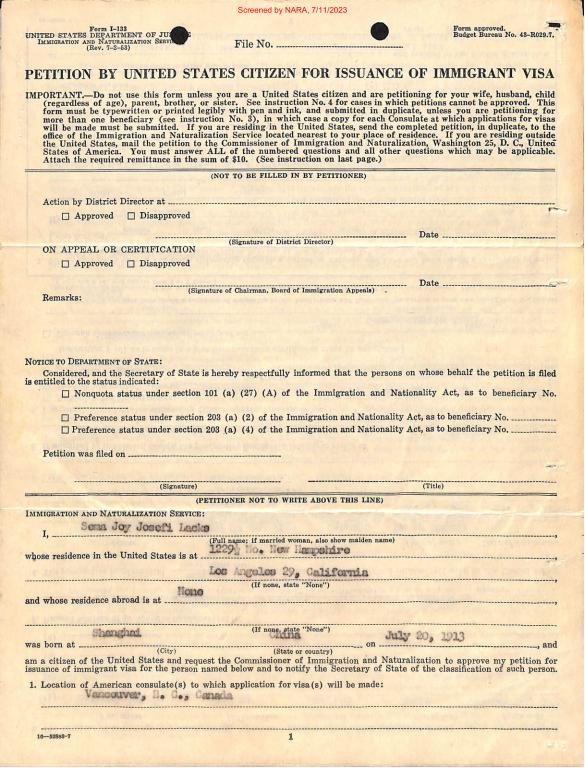 Screened by NARA, 7/11/2023
Form I-133
UNITED STATES DEPARTMENT OF JUSTICE
IMMIGRATION AND NATURALIZATION SERVICE
(Rev. 7-2-53)
File No.
Form approved.
Budget Bureau No. 43-R029.7.
PETITION BY UNITED STATES CITIZEN FOR ISSUANCE OF IMMIGRANT VISA
IMPORTANT.—Do not use this form unless you are a United States citizen and are petitioning for your wife, husband, child
(regardless of age), parent, brother, or sister. See instruction No. 4 for cases in which petitions cannot be approved. This
form must be typewritten or printed legibly with pen and ink, and submitted in duplicate, unless you are petitioning for
more than one beneficiary (see instruction No. 3), in which case a copy for each Consulate at which applications for visas
will be made must be submitted. If you are residing in the United States, send the completed petition, in duplicate, to the
office of the Immigration and Naturalization Service located nearest to your place of residence. If you are residing outside
the United States, mail the petition to the Commissioner of Immigration and Naturalization, Washington 25, D. C., United
States of America. You must answer ALL of the numbered questions and all other questions which may be applicable.
Attach the required remittance in the sum of $10. (See instruction on last page.)
(NOT TO BE FILLED IN BY PETITIONER)
Action by District Director at
☐ Approved ☐ Disapproved
Date
(Signature of District Director)
ON APPEAL OR CERTIFICATION
☐ Approved ☐ Disapproved
Date
(Signature of Chairman, Board of Immigration Appeals)
Remarks:
NOTICE TO DEPARTMENT OF STATE:
Considered, and the Secretary of State is hereby respectfully informed that the persons on whose behalf the petition is filed
is entitled to the status indicated:
☐ Nonquota status under section 101 (a) (27) (A) of the Immigration and Nationality Act, as to beneficiary No.
☐ Preference status under section 203 (a) (2) of the Immigration and Nationality Act, as to beneficiary No.
☐ Preference status under section 203 (a) (4) of the Immigration and Nationality Act, as to beneficiary No.
Petition was filed on
(Signature) (Title)
(PETITIONER NOT TO WRITE ABOVE THIS LINE)
IMMIGRATION AND NATURALIZATION SERVICE:
I, Sema Joy Josefi Lacks
(Full name; if married woman, also show maiden name)
whose residence in the United States is at 1229½ No. New Hampshire
Los Angeles 29, California
(If none, state "None")
and whose residence abroad is at None
(If none, state "None")
was born at Shanghai China on July 20, 1913, and
(City) (State or country)
am a citizen of the United States and request the Commissioner of Immigration and Naturalization to approve my petition for
issuance of immigrant visa for the person named below and to notify the Secretary of State of the classification of such person.
1. Location of American consulate(s) to which application for visa(s) will be made:
Vancouver, B. C., Canada
1